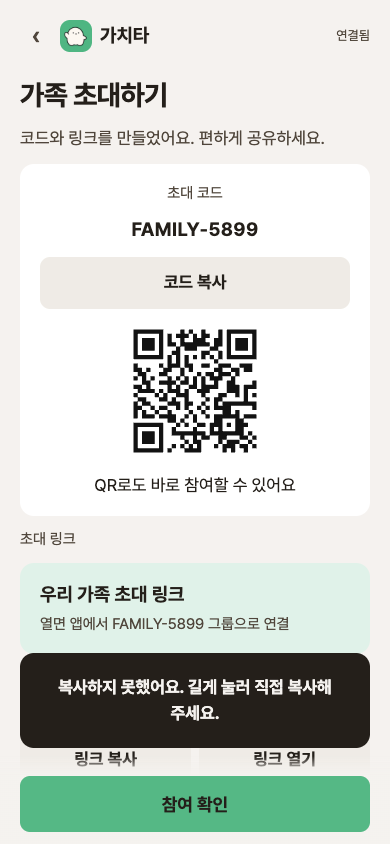 가치타
연결됨
가족 초대하기
코드와 링크를 만들었어요. 편하게 공유하세요.
초대 코드
FAMILY-5899
코드 복사
QR로도 바로 참여할 수 있어요
초대 링크
우리 가족 초대 링크
열면 앱에서 FAMILY-5899 그룹으로 연결
복사하지 못했어요. 길게 눌러 직접 복사해
주세요.
링크 복사
링크 열기
참여 확인